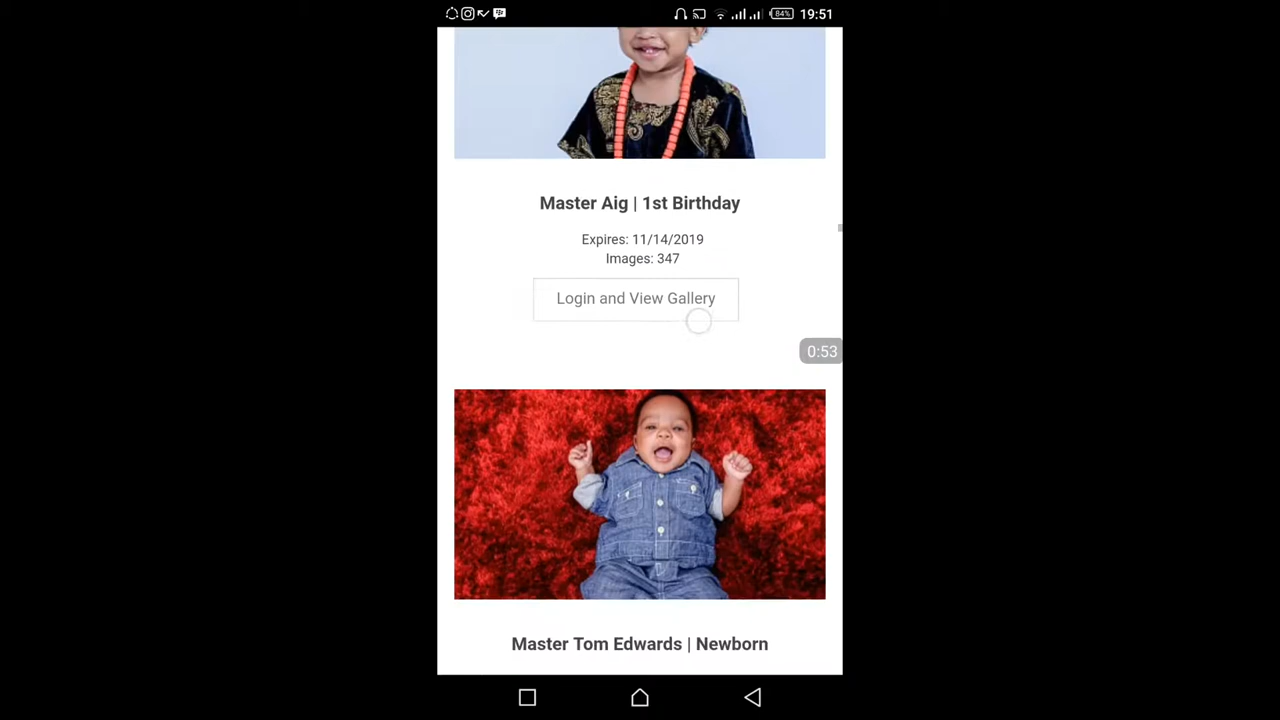 84%
19:51
Master Aig | 1st Birthday
Expires: 11/14/2019
Images: 347
Login and View Gallery
0:53
Master Tom Edwards | Newborn